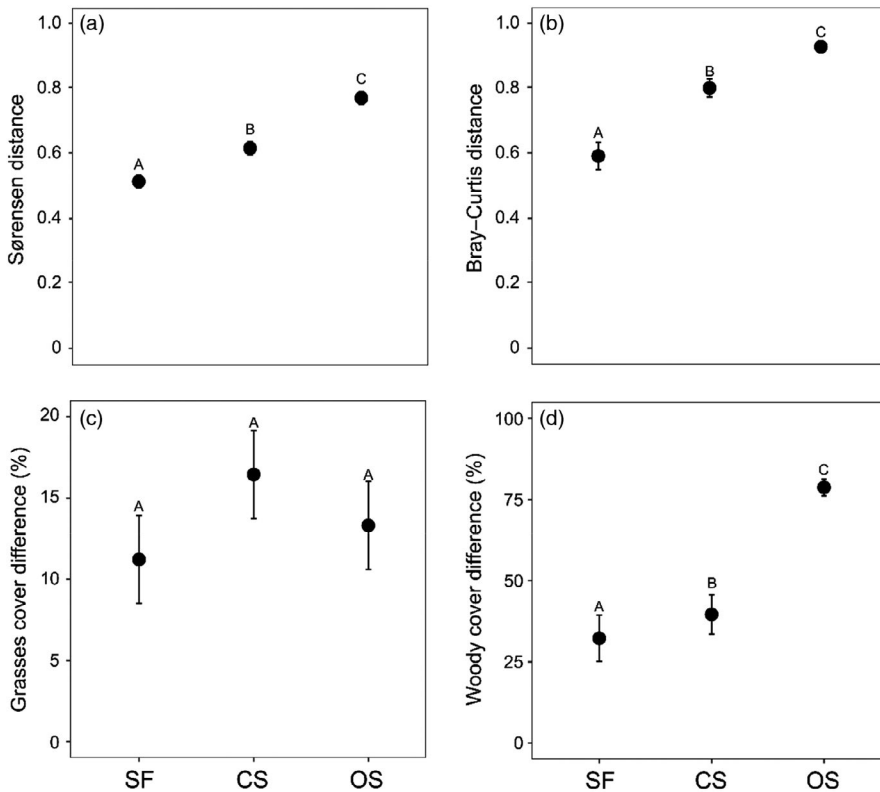 (a)
Sørensen distance
1.0
0.8
0.6
0.4
0.2
0
A
B
C
(b)
Bray–Curtis distance
1.0
0.8
0.6
0.4
0.2
0
A
B
C
(c)
Grasses cover difference (%)
20
15
10
5
0
A
A
A
SF
CS
OS
(d)
Woody cover difference (%)
100
75
50
25
0
A
B
C
SF
CS
OS